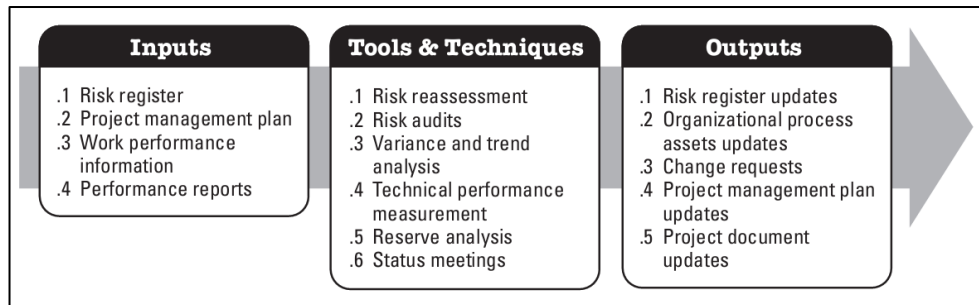 Inputs
.1 Risk register
.2 Project management plan
.3 Work performance
information
.4 Performance reports
Tools & Techniques
.1 Risk reassessment
.2 Risk audits
.3 Variance and trend
analysis
.4 Technical performance
measurement
.5 Reserve analysis
.6 Status meetings
Outputs
.1 Risk register updates
.2 Organizational process
assets updates
.3 Change requests
.4 Project management plan
updates
.5 Project document
updates